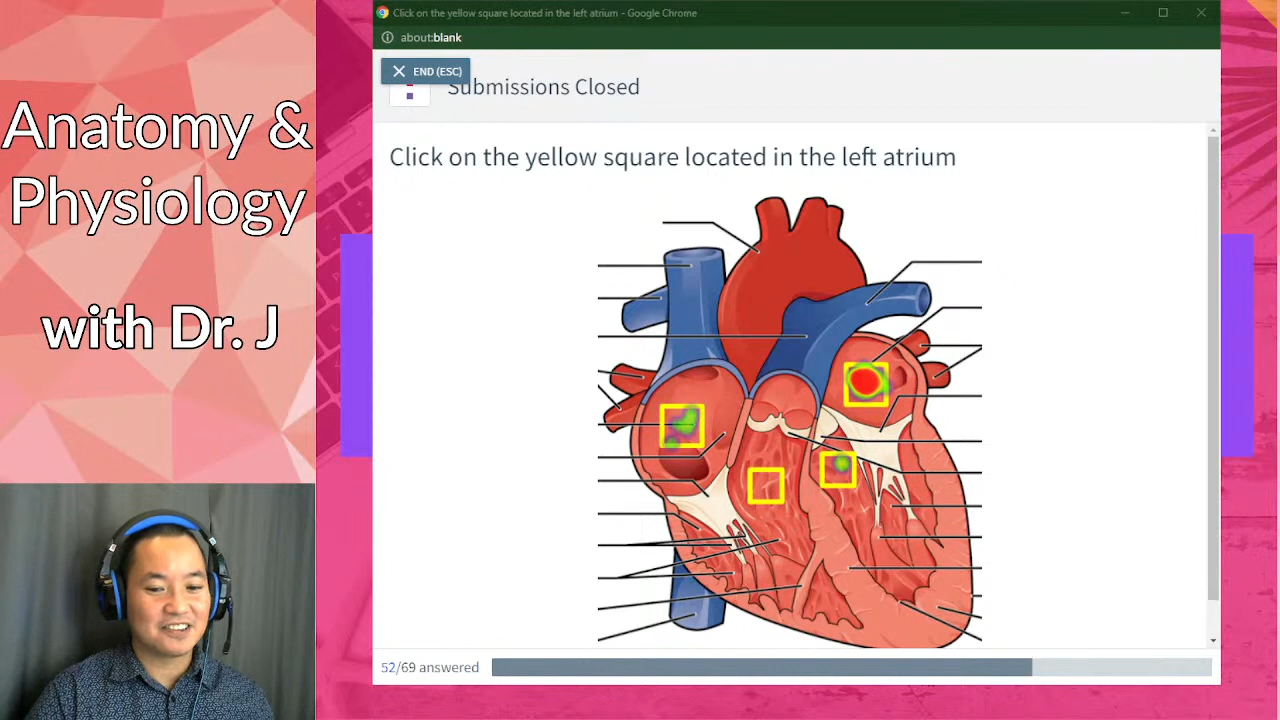 Click on the yellow square located in the left atrium - Google Chrome
about:blank
END (ESC)
Submissions Closed
Click on the yellow square located in the left atrium
52/69 answered
Anatomy &
Physiology
with Dr. J